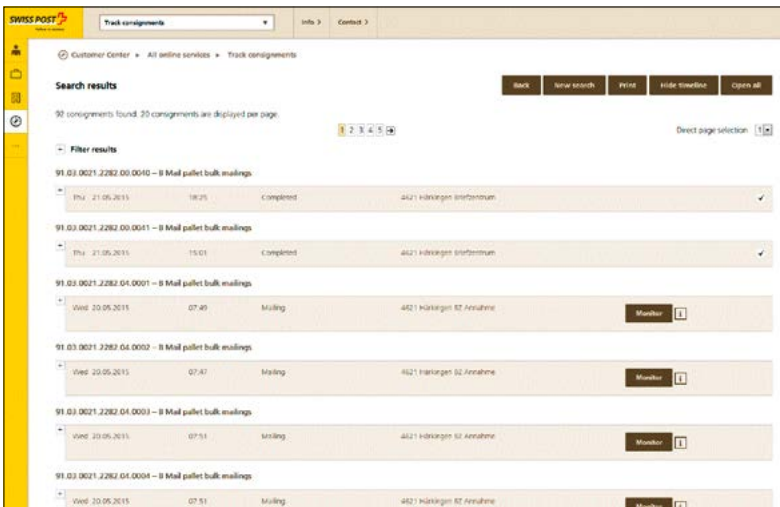 SWISS POST
Track consignments
Info
Contact
Customer Center ▸ All online services ▸ Track consignments
Search results
Back
New search
Print
Hide timeline
Open all
92 consignments found. 20 consignments are displayed per page.
1 2 3 4 5
Direct page selection 1
Filter results
91.03.0021.2282.00.0040 – B Mail pallet bulk mailings
Thu 21.05.2015 18:25 Completed 4621 Härkingen Briefzentrum
91.03.0021.2282.00.0041 – B Mail pallet bulk mailings
Thu 21.05.2015 15:01 Completed 4621 Härkingen Briefzentrum
91.03.0021.2282.04.0001 – B Mail pallet bulk mailings
Wed 20.05.2015 07:49 Mailing 4621 Härkingen BZ Annahme Monitor i
91.03.0021.2282.04.0002 – B Mail pallet bulk mailings
Wed 20.05.2015 07:47 Mailing 4621 Härkingen BZ Annahme Monitor i
91.03.0021.2282.04.0003 – B Mail pallet bulk mailings
Wed 20.05.2015 07:51 Mailing 4621 Härkingen BZ Annahme Monitor i
91.03.0021.2282.04.0004 – B Mail pallet bulk mailings
Wed 20.05.2015 07:51 Mailing 4621 Härkingen BZ Annahme Monitor